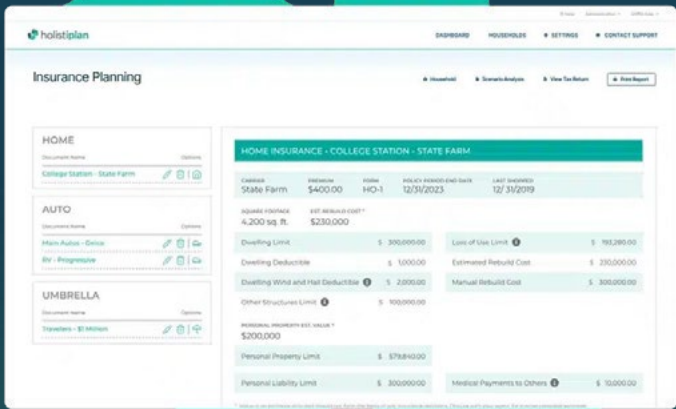 holistiplan
DASHBOARD HOUSEHOLDS SETTINGS CONTACT SUPPORT
Insurance Planning
Household Scenario Analysis View Tax Return Print Report
HOME
Document Name Options
College Station - State Farm
AUTO
Document Name Options
Main Autos - Geico
RV - Progressive
UMBRELLA
Document Name Options
Travelers - $1 Million
HOME INSURANCE - COLLEGE STATION - STATE FARM
CARRIER PREMIUM FORM POLICY PERIOD END DATE LAST SHOPPED
State Farm $400.00 HO-1 12/31/2023 12/31/2019
SQUARE FOOTAGE EST. REBUILD COST *
4,200 sq. ft. $230,000
Dwelling Limit $ 300,000.00 Loss of Use Limit $ 193,280.00
Dwelling Deductible $ 1,000.00 Estimated Rebuild Cost $ 230,000.00
Dwelling Wind and Hail Deductible $ 2,000.00 Manual Rebuild Cost $ 300,000.00
Other Structures Limit $ 100,000.00
PERSONAL PROPERTY EST. VALUE *
$200,000
Personal Property Limit $ 579,840.00
Personal Liability Limit $ 300,000.00 Medical Payments to Others $ 10,000.00